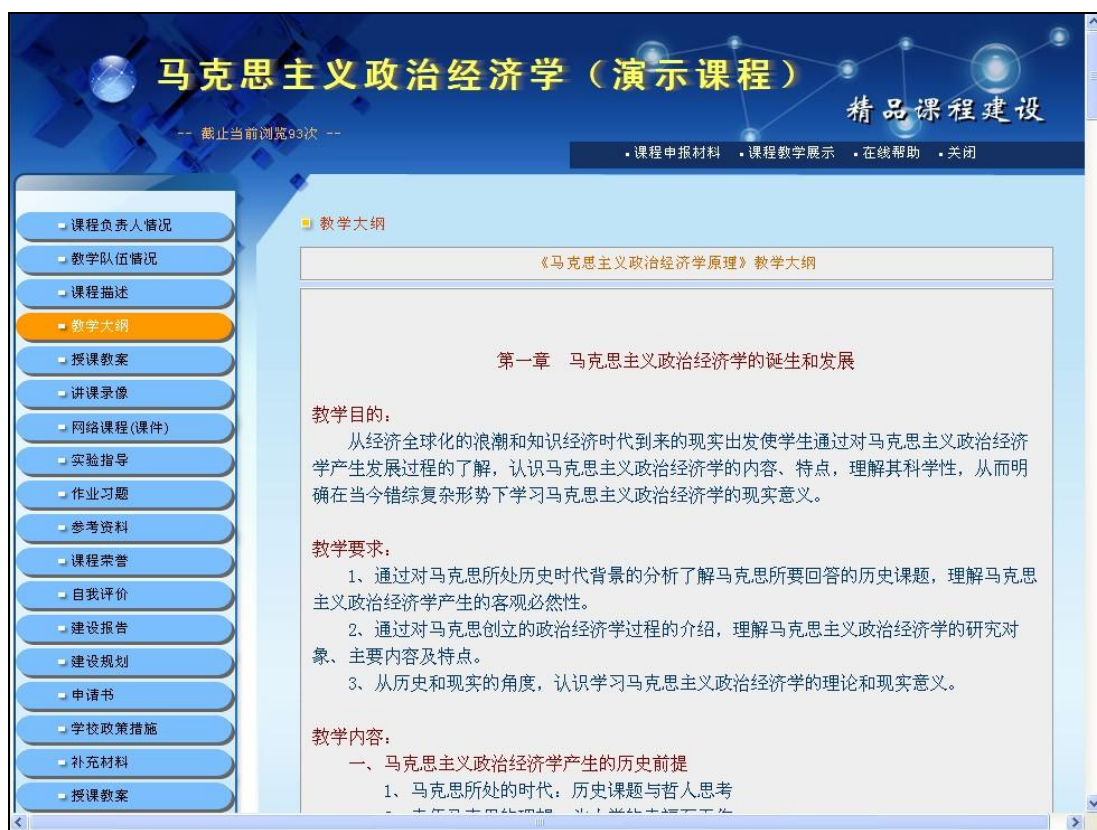 马克思主义政治经济学（演示课程）
精品课程建设
-- 截止当前浏览93次 --
▪课程申报材料 ▪课程教学展示 ▪在线帮助 ▪关闭
课程负责人情况
教学队伍情况
课程描述
教学大纲
授课教案
讲课录像
网络课程(课件)
实验指导
作业习题
参考资料
课程荣誉
自我评价
建设报告
建设规划
申请书
学校政策措施
补充材料
授课教案
教学大纲
《马克思主义政治经济学原理》教学大纲
第一章 马克思主义政治经济学的诞生和发展
教学目的：
从经济全球化的浪潮和知识经济时代到来的现实出发使学生通过对马克思主义政治经济
学产生发展过程的了解，认识马克思主义政治经济学的内容、特点，理解其科学性，从而明
确在当今错综复杂形势下学习马克思主义政治经济学的现实意义。
教学要求：
1、通过对马克思所处历史时代背景的分析了解马克思所要回答的历史课题，理解马克思
主义政治经济学产生的客观必然性。
2、通过对马克思创立的政治经济学过程的介绍，理解马克思主义政治经济学的研究对
象、主要内容及特点。
3、从历史和现实的角度，认识学习马克思主义政治经济学的理论和现实意义。
教学内容：
一、马克思主义政治经济学产生的历史前提
1、马克思所处的时代：历史课题与哲人思考